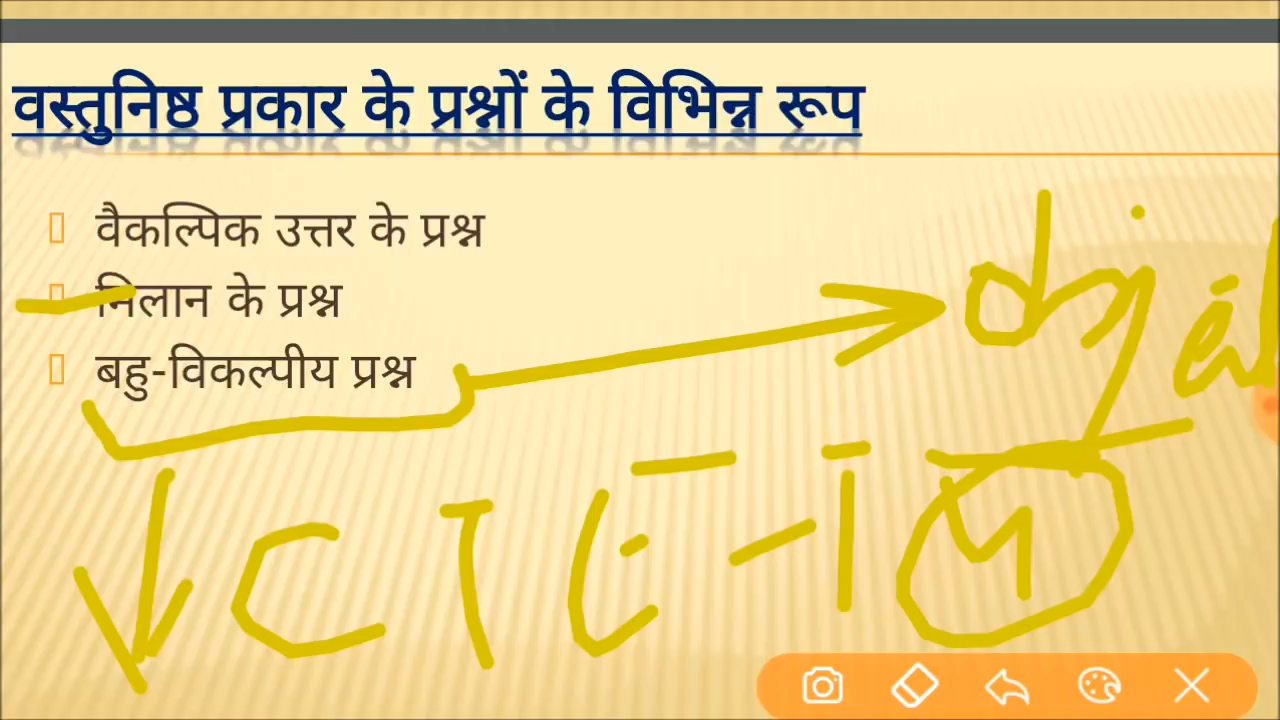 वस्तुनिष्ठ प्रकार के प्रश्नों के विभिन्न रूप
वैकल्पिक उत्तर के प्रश्न
मिलान के प्रश्न
बहु-विकल्पीय प्रश्न